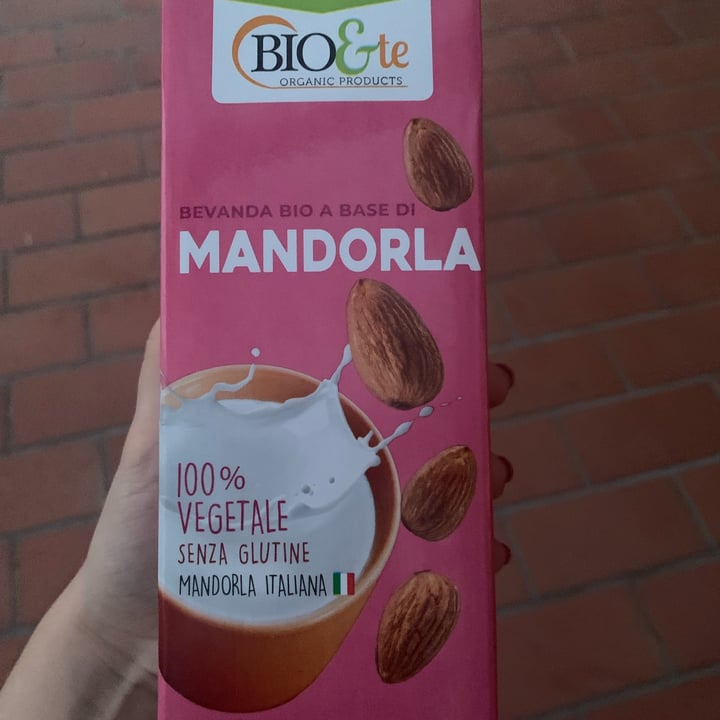 BIO&te
ORGANIC PRODUCTS
BEVANDA BIO A BASE DI
MANDORLA
100%
VEGETALE
SENZA GLUTINE
MANDORLA ITALIANA